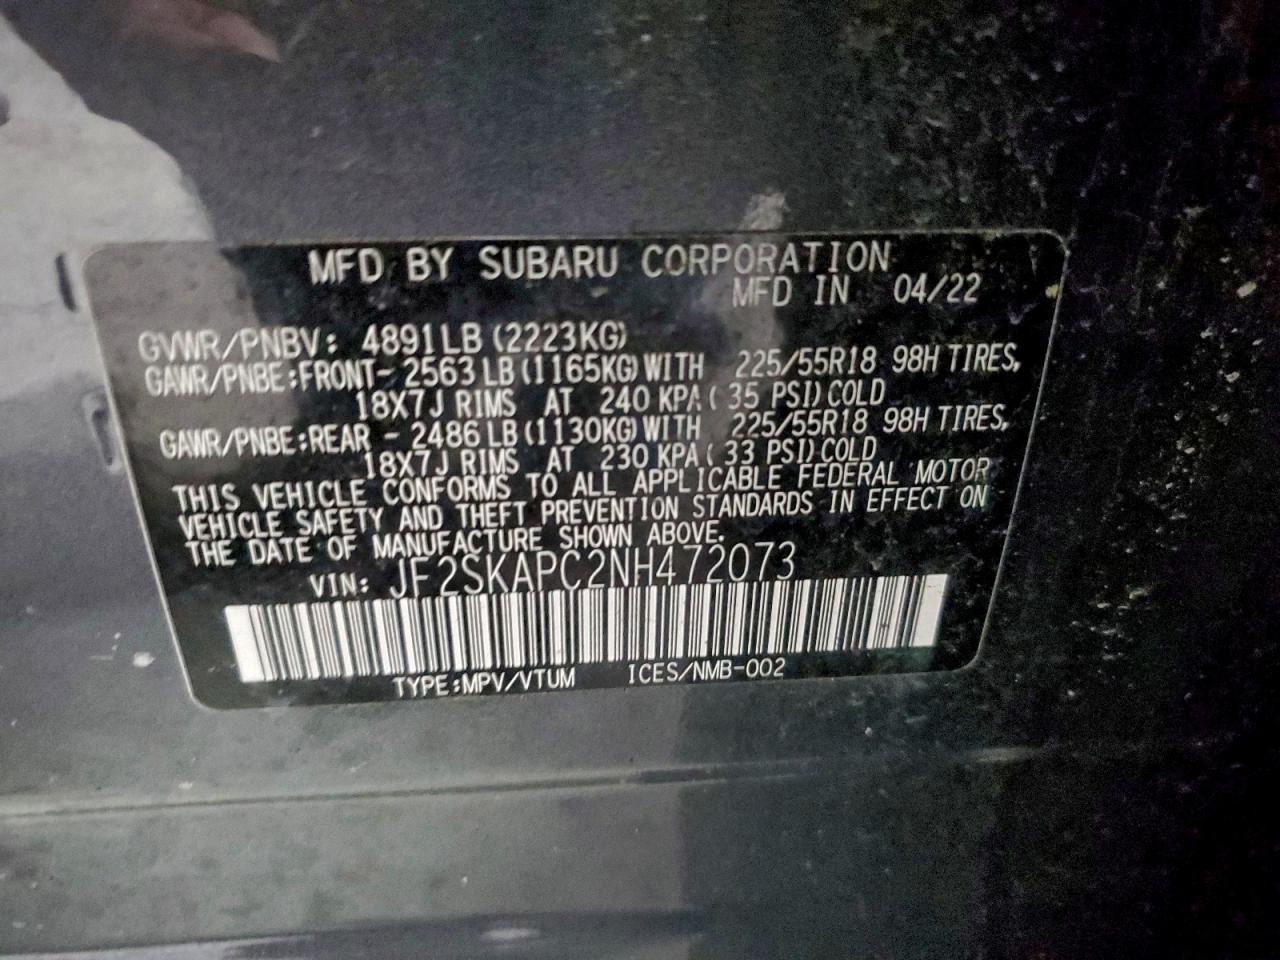 MFD BY SUBARU CORPORATION
MFD IN 04/22
GVWR/PNBV: 4891LB (2223KG)
GAWR/PNBE:FRONT- 2563 LB (1165KG) WITH 225/55R18 98H TIRES,
18X7J RIMS AT 240 KPA ( 35 PSI) COLD
GAWR/PNBE:REAR - 2486 LB (1130KG) WITH 225/55R18 98H TIRES,
18X7J RIMS AT 230 KPA ( 33 PSI) COLD
THIS VEHICLE CONFORMS TO ALL APPLICABLE FEDERAL MOTOR
VEHICLE SAFETY AND THEFT PREVENTION STANDARDS IN EFFECT ON
THE DATE OF MANUFACTURE SHOWN ABOVE.
VIN: JF2SKAPC2NH472073
TYPE:MPV/VTUM ICES/NMB-002